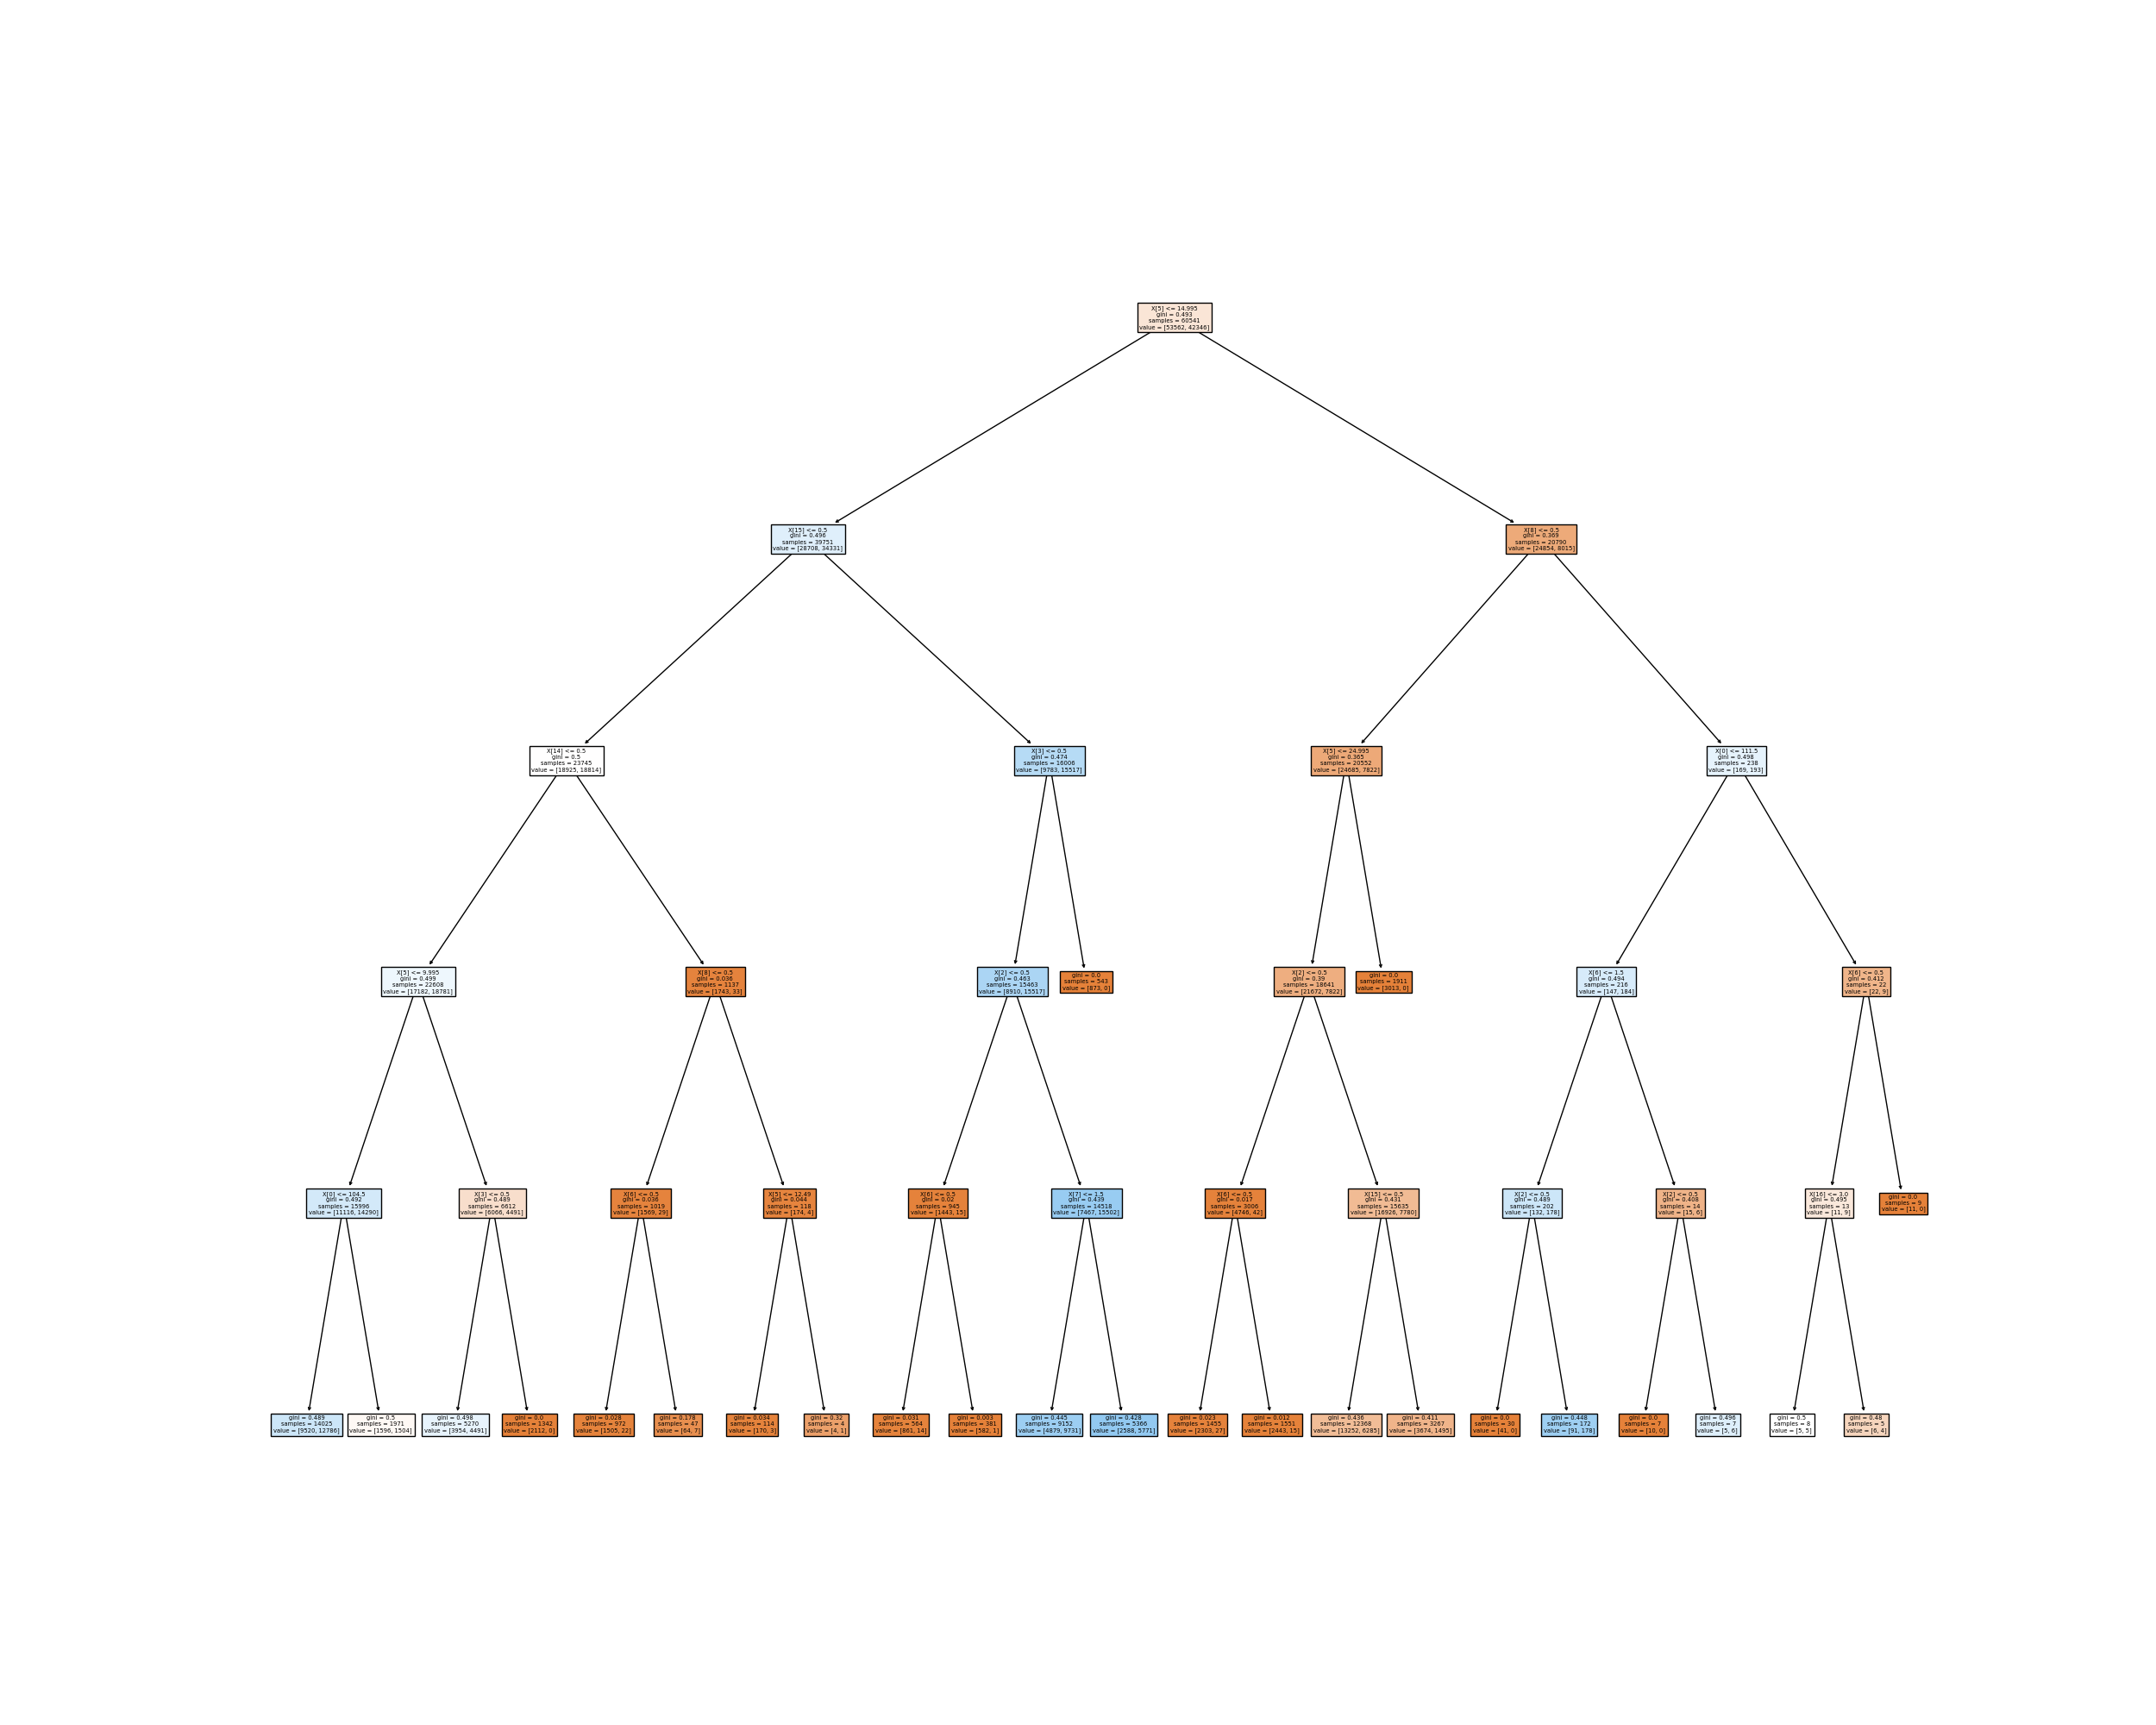 X[5] <= 14.995
gini = 0.493
samples = 60541
value = [53562, 42346]
X[15] <= 0.5
gini = 0.496
samples = 39751
value = [28708, 34331]
X[8] <= 0.5
gini = 0.369
samples = 20790
value = [24854, 8015]
X[14] <= 0.5
gini = 0.5
samples = 23745
value = [18925, 18814]
X[3] <= 0.5
gini = 0.474
samples = 16006
value = [9783, 15517]
X[5] <= 24.995
gini = 0.365
samples = 20552
value = [24685, 7822]
X[0] <= 111.5
gini = 0.498
samples = 238
value = [169, 193]
X[5] <= 9.995
gini = 0.499
samples = 22608
value = [17182, 18781]
X[8] <= 0.5
gini = 0.036
samples = 1137
value = [1743, 33]
X[2] <= 0.5
gini = 0.463
samples = 15463
value = [8910, 15517]
gini = 0.0
samples = 543
value = [873, 0]
X[2] <= 0.5
gini = 0.39
samples = 18641
value = [21672, 7822]
gini = 0.0
samples = 1911
value = [3013, 0]
X[6] <= 1.5
gini = 0.494
samples = 216
value = [147, 184]
X[6] <= 0.5
gini = 0.412
samples = 22
value = [22, 9]
X[0] <= 104.5
gini = 0.492
samples = 15996
value = [11116, 14290]
X[3] <= 0.5
gini = 0.489
samples = 6612
value = [6066, 4491]
X[6] <= 0.5
gini = 0.036
samples = 1019
value = [1569, 29]
X[5] <= 12.49
gini = 0.044
samples = 118
value = [174, 4]
X[6] <= 0.5
gini = 0.02
samples = 945
value = [1443, 15]
X[7] <= 1.5
gini = 0.439
samples = 14518
value = [7467, 15502]
X[6] <= 0.5
gini = 0.017
samples = 3006
value = [4746, 42]
X[15] <= 0.5
gini = 0.431
samples = 15635
value = [16926, 7780]
X[2] <= 0.5
gini = 0.489
samples = 202
value = [132, 178]
X[2] <= 0.5
gini = 0.408
samples = 14
value = [15, 6]
X[16] <= 3.0
gini = 0.495
samples = 13
value = [11, 9]
gini = 0.0
samples = 9
value = [11, 0]
gini = 0.489
samples = 14025
value = [9520, 12786]
gini = 0.5
samples = 1971
value = [1596, 1504]
gini = 0.498
samples = 5270
value = [3954, 4491]
gini = 0.0
samples = 1342
value = [2112, 0]
gini = 0.028
samples = 972
value = [1505, 22]
gini = 0.178
samples = 47
value = [64, 7]
gini = 0.034
samples = 114
value = [170, 3]
gini = 0.32
samples = 4
value = [4, 1]
gini = 0.031
samples = 564
value = [861, 14]
gini = 0.003
samples = 381
value = [582, 1]
gini = 0.445
samples = 9152
value = [4879, 9731]
gini = 0.428
samples = 5366
value = [2588, 5771]
gini = 0.023
samples = 1455
value = [2303, 27]
gini = 0.012
samples = 1551
value = [2443, 15]
gini = 0.436
samples = 12368
value = [13252, 6285]
gini = 0.411
samples = 3267
value = [3674, 1495]
gini = 0.0
samples = 30
value = [41, 0]
gini = 0.448
samples = 172
value = [91, 178]
gini = 0.0
samples = 7
value = [10, 0]
gini = 0.496
samples = 7
value = [5, 6]
gini = 0.5
samples = 8
value = [5, 5]
gini = 0.48
samples = 5
value = [6, 4]